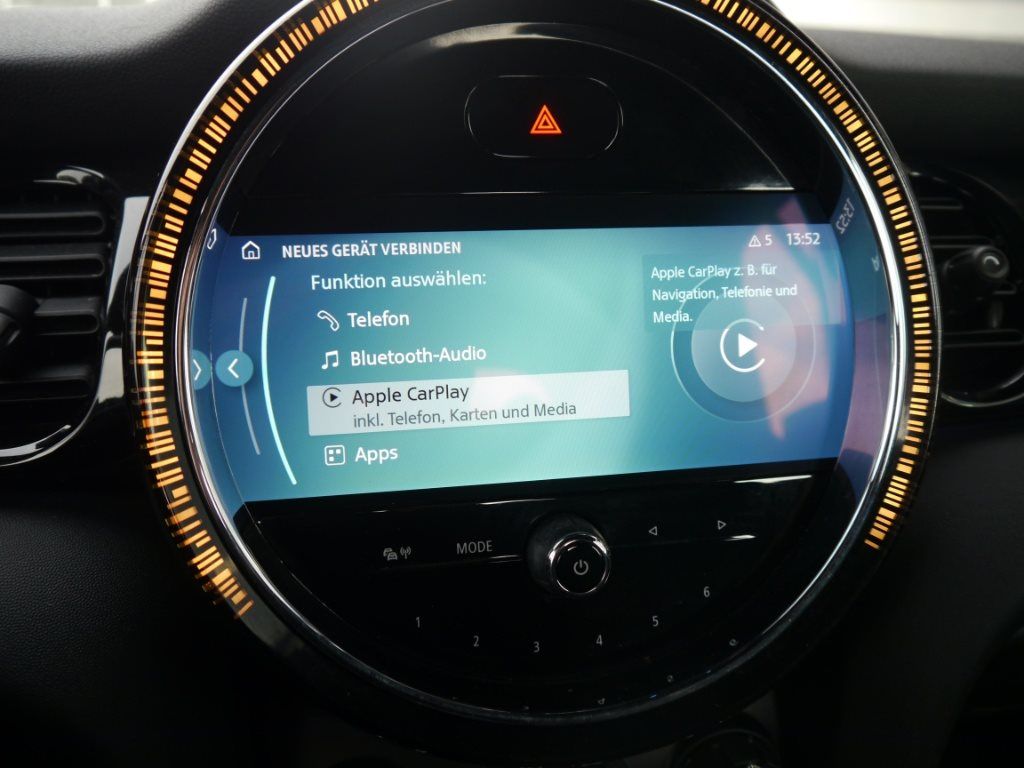 NEUES GERÄT VERBINDEN
5 13:52
Funktion auswählen:
Telefon
Bluetooth-Audio
Apple CarPlay
inkl. Telefon, Karten und Media
Apps
Apple CarPlay z. B. für
Navigation, Telefonie und
Media.
MODE
1 2 3 4 5 6